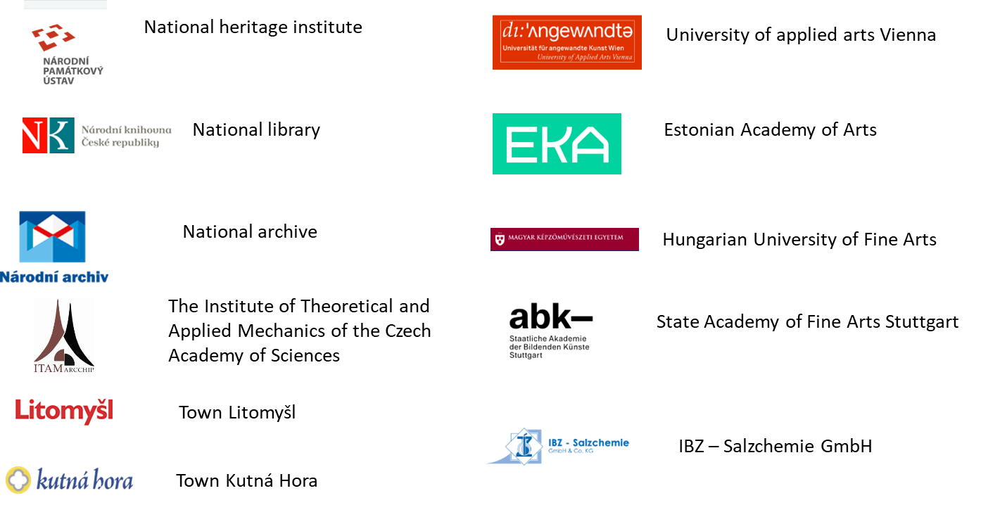 NÁRODNÍ
PAMÁTKOVÝ
ÚSTAV
National heritage institute
NK Národní knihovna
České republiky
National library
Národní archiv
National archive
ITAM ARCCHIP
The Institute of Theoretical and
Applied Mechanics of the Czech
Academy of Sciences
Litomyšl
Town Litomyšl
kutná hora
Town Kutná Hora
dı:'ʌngewʌndtə
Universität für angewandte Kunst Wien
University of Applied Arts Vienna
University of applied arts Vienna
EKA
Estonian Academy of Arts
MAGYAR KÉPZŐMŰVÉSZETI EGYETEM
Hungarian University of Fine Arts
abk–
Staatliche Akademie
der Bildenden Künste
Stuttgart
State Academy of Fine Arts Stuttgart
IBZ - Salzchemie
GmbH & Co. KG
IBZ – Salzchemie GmbH